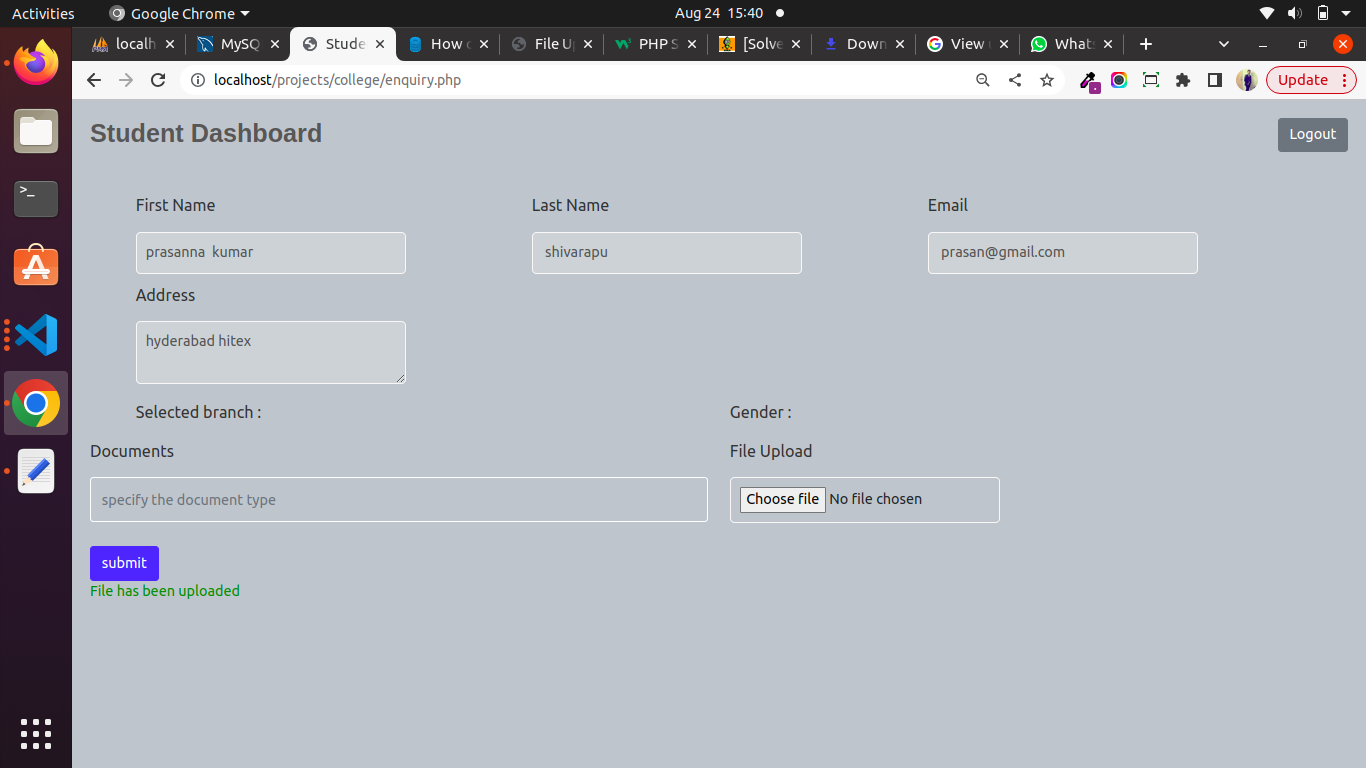 Activities Google Chrome Aug 24 15:40
localh MySQ Stude How c File U PHP S [Solve Down View Whats
localhost/projects/college/enquiry.php Update
Student Dashboard Logout
First Name Last Name Email
prasanna kumar shivarapu prasan@gmail.com
Address
hyderabad hitex
Selected branch : Gender :
Documents File Upload
specify the document type Choose file No file chosen
submit
File has been uploaded